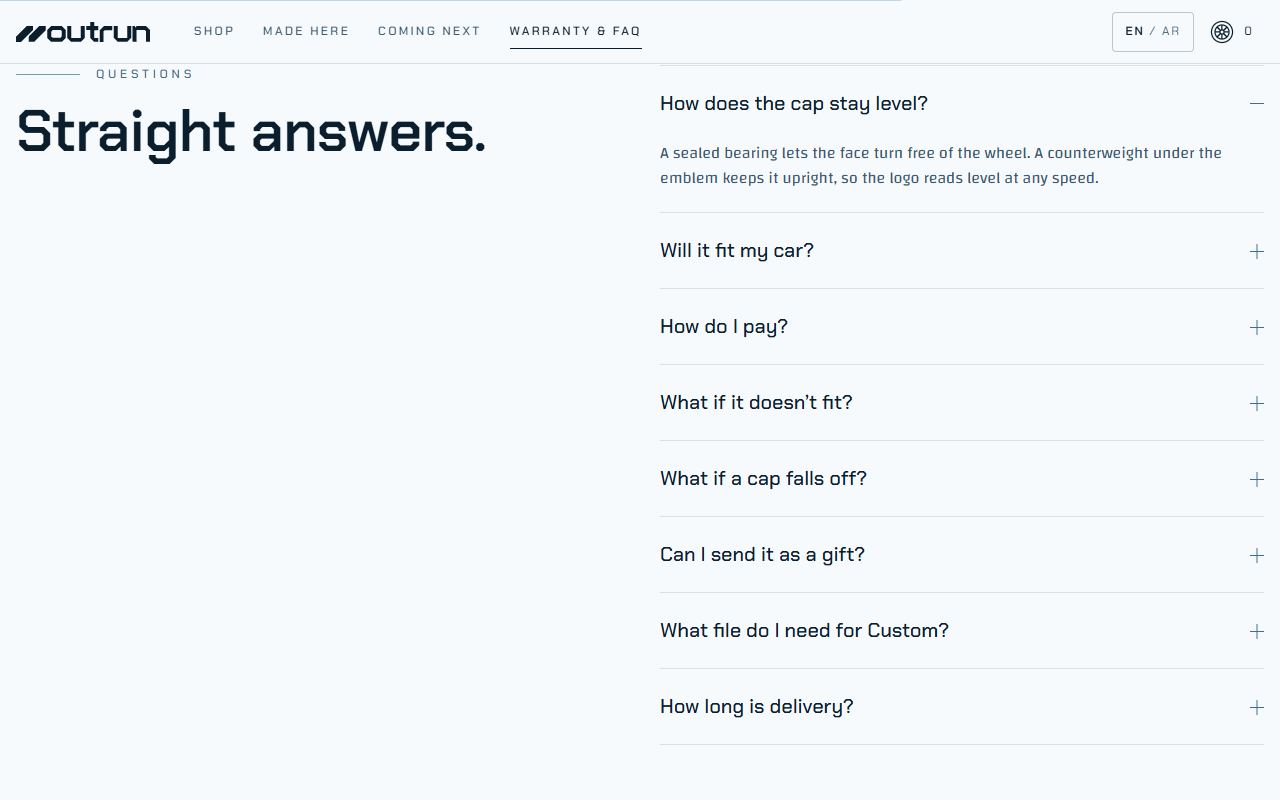 outrun
SHOP
MADE HERE
COMING NEXT
WARRANTY & FAQ
EN / AR
0
QUESTIONS
Straight answers.
How does the cap stay level?
A sealed bearing lets the face turn free of the wheel. A counterweight under the
emblem keeps it upright, so the logo reads level at any speed.
Will it fit my car?
How do I pay?
What if it doesn’t fit?
What if a cap falls off?
Can I send it as a gift?
What file do I need for Custom?
How long is delivery?